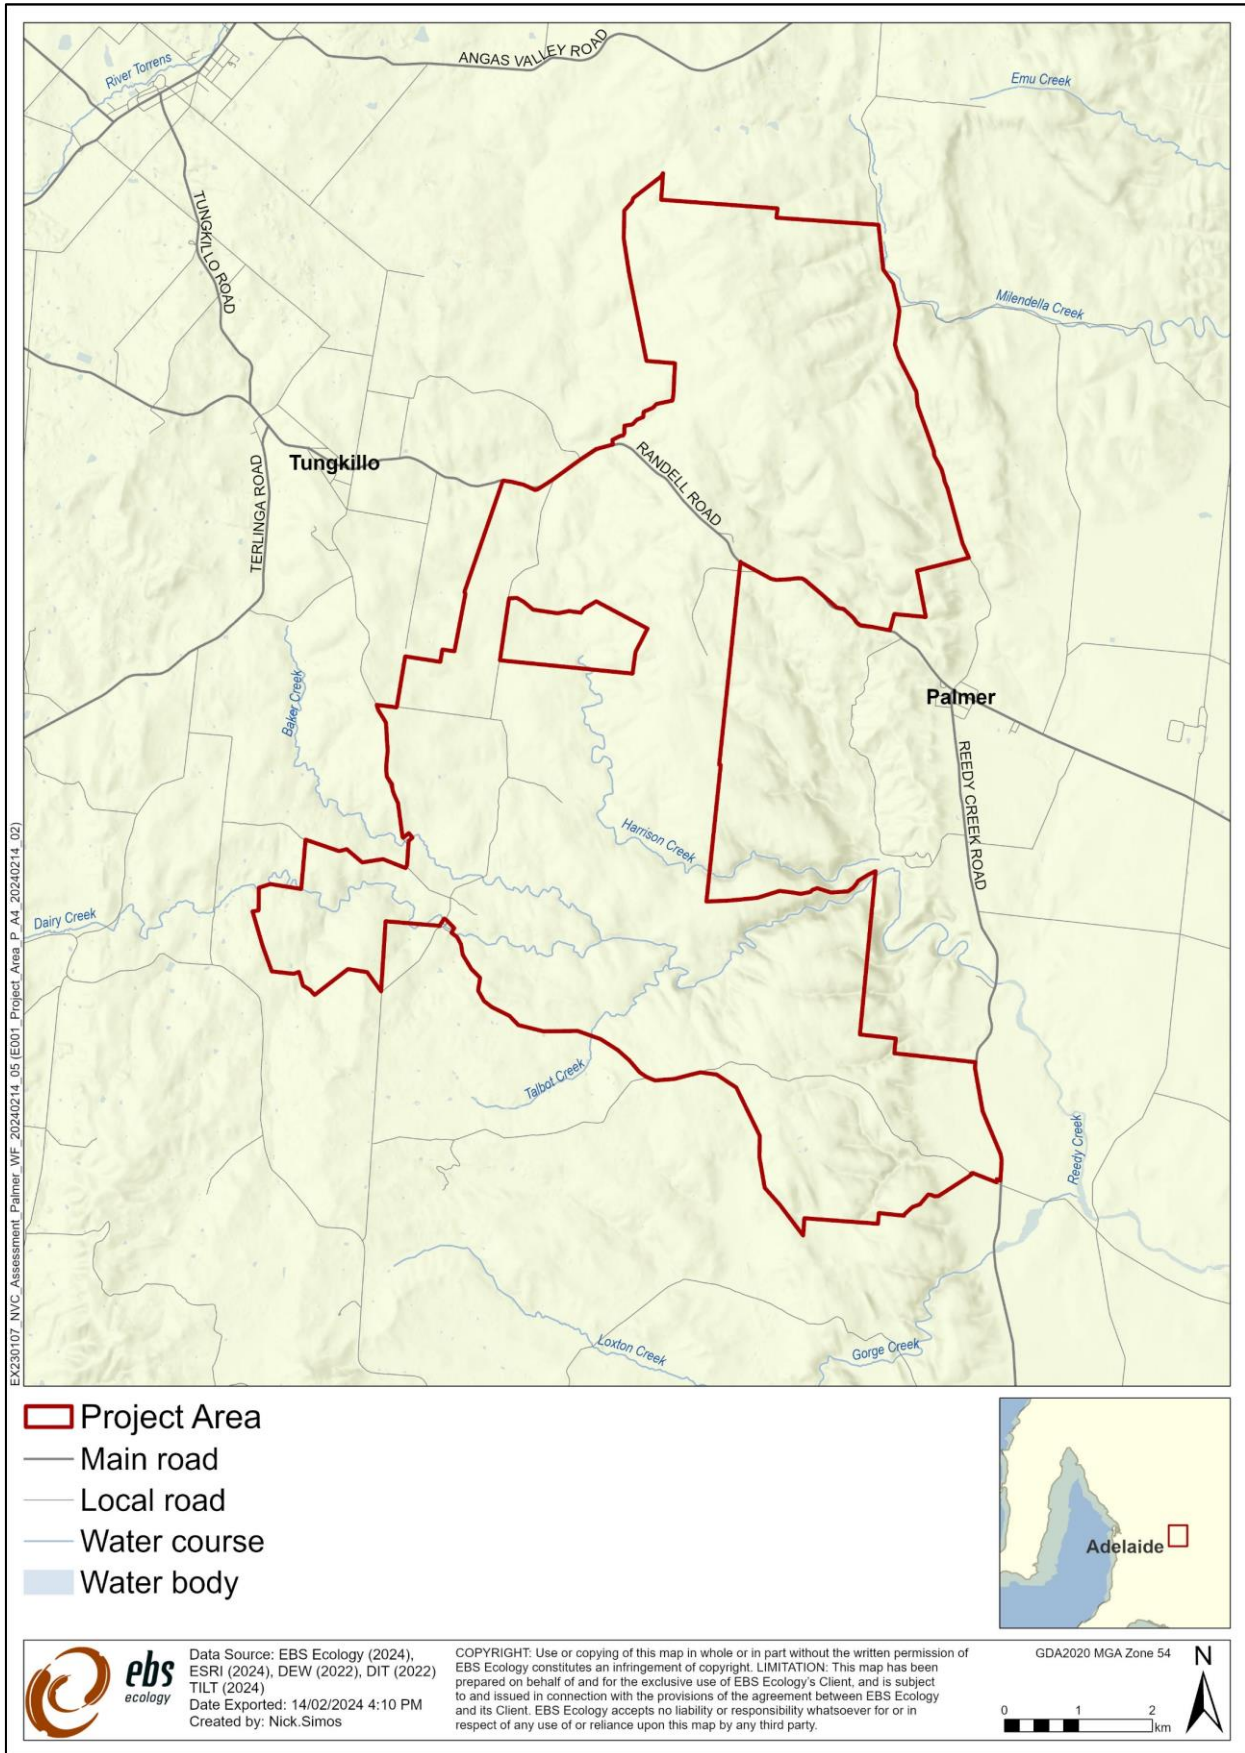 ANGAS VALLEY ROAD
River Torrens
Emu Creek
TUNGKILLO ROAD
Milendella Creek
RANDELL ROAD
Tungkillo
TERLINGA ROAD
Baker Creek
Palmer
REEDY CREEK ROAD
Harrison Creek
Dairy Creek
Talbot Creek
Reedy Creek
Loxton Creek
Gorge Creek
EX230107_NVC_Assessment_Palmer_WF_20240214_05 (E001_Project_Area_P_A4_20240214_02)
Project Area
Main road
Local road
Water course
Water body
Adelaide
ebs
ecology
Data Source: EBS Ecology (2024),
ESRI (2024), DEW (2022), DIT (2022)
TILT (2024)
Date Exported: 14/02/2024 4:10 PM
Created by: Nick.Simos
COPYRIGHT: Use or copying of this map in whole or in part without the written permission of
EBS Ecology constitutes an infringement of copyright. LIMITATION: This map has been
prepared on behalf of and for the exclusive use of EBS Ecology's Client, and is subject
to and issued in connection with the provisions of the agreement between EBS Ecology
and its Client. EBS Ecology accepts no liability or responsibility whatsoever for or in
respect of any use of or reliance upon this map by any third party.
GDA2020 MGA Zone 54
N
0 1 2
km